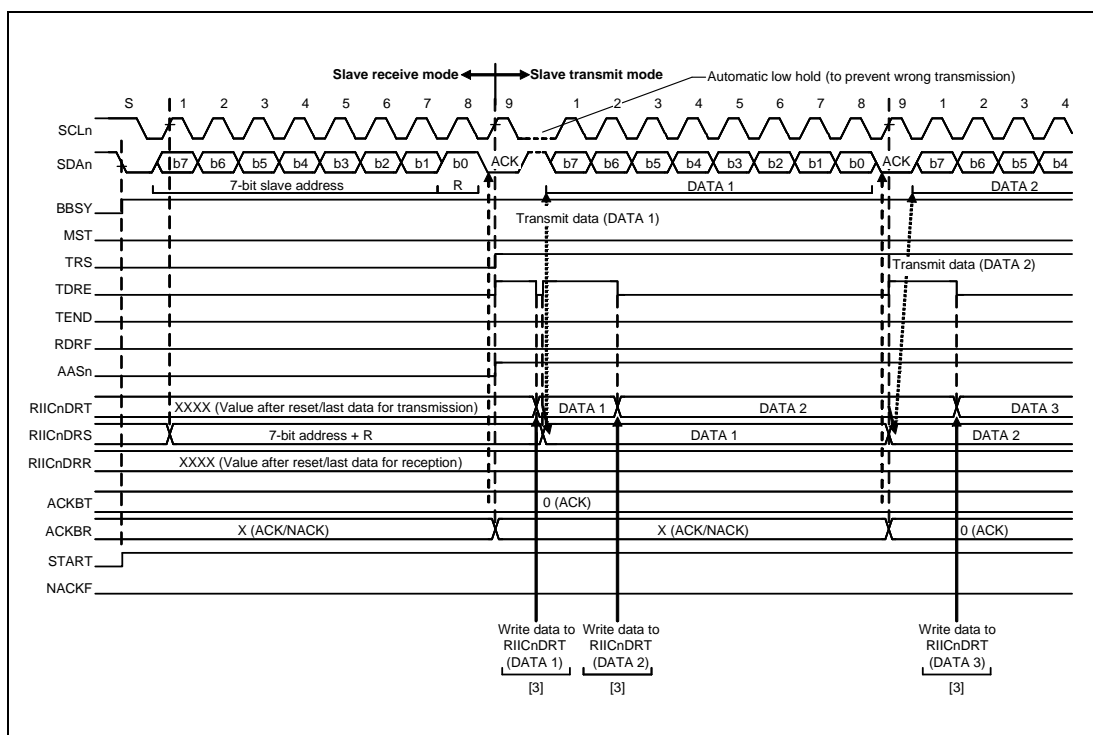 Slave receive mode Slave transmit mode
Automatic low hold (to prevent wrong transmission)
S 1 2 3 4 5 6 7 8 9 1 2 3 4 5 6 7 8 9 1 2 3 4
SCLn
SDAn b7 b6 b5 b4 b3 b2 b1 b0 ACK b7 b6 b5 b4 b3 b2 b1 b0 ACK b7 b6 b5 b4
7-bit slave address R DATA 1 DATA 2
BBSY
Transmit data (DATA 1)
MST
TRS
Transmit data (DATA 2)
TDRE
TEND
RDRF
AASn
RIICnDRT XXXX (Value after reset/last data for transmission) DATA 1 DATA 2 DATA 3
RIICnDRS 7-bit address + R DATA 1 DATA 2
RIICnDRR XXXX (Value after reset/last data for reception)
ACKBT 0 (ACK)
ACKBR X (ACK/NACK) X (ACK/NACK) 0 (ACK)
START
NACKF
Write data to Write data to Write data to
RIICnDRT RIICnDRT RIICnDRT
(DATA 1) (DATA 2) (DATA 3)
[3] [3] [3]